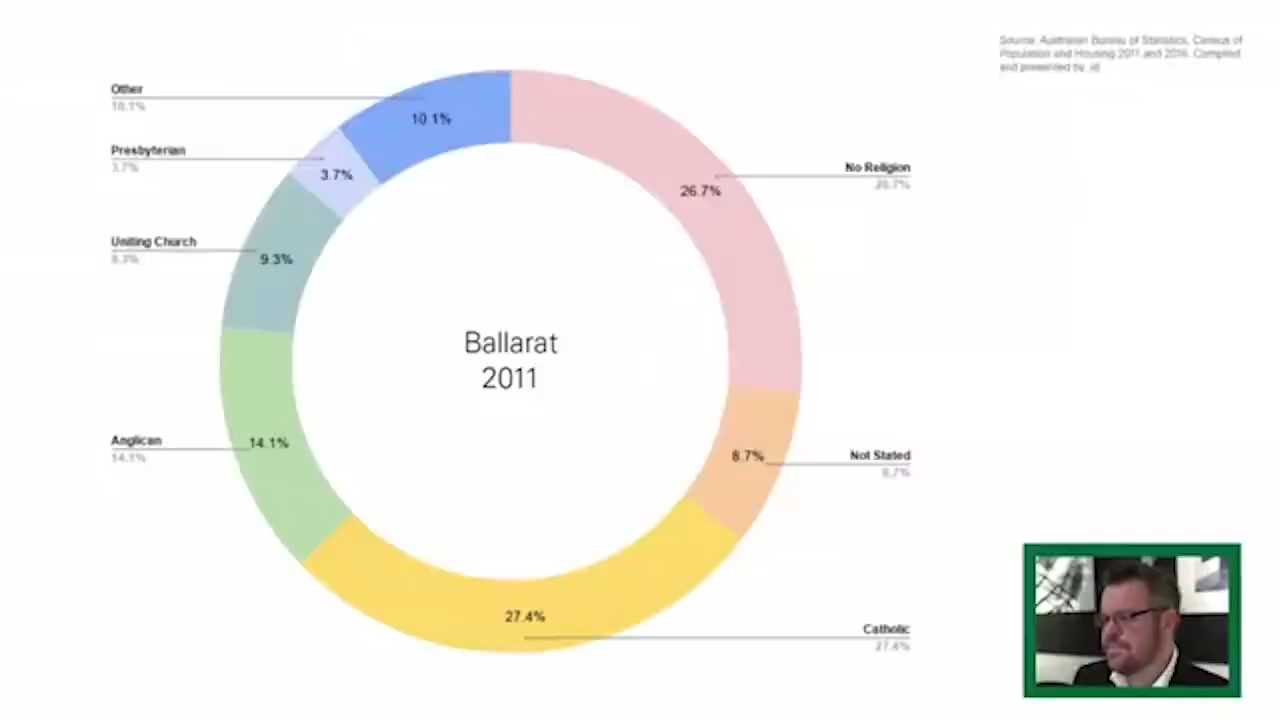 Source: Australian Bureau of Statistics, Census of
Population and Housing 2011 and 2016. Compiled
and presented by .id
Other
10.1%
10.1%
Presbyterian
3.7%
3.7%
No Religion
26.7%
26.7%
Uniting Church
9.3%
9.3%
Ballarat
2011
Anglican
14.1%
14.1%
Not Stated
8.7%
8.7%
Catholic
27.4%
27.4%